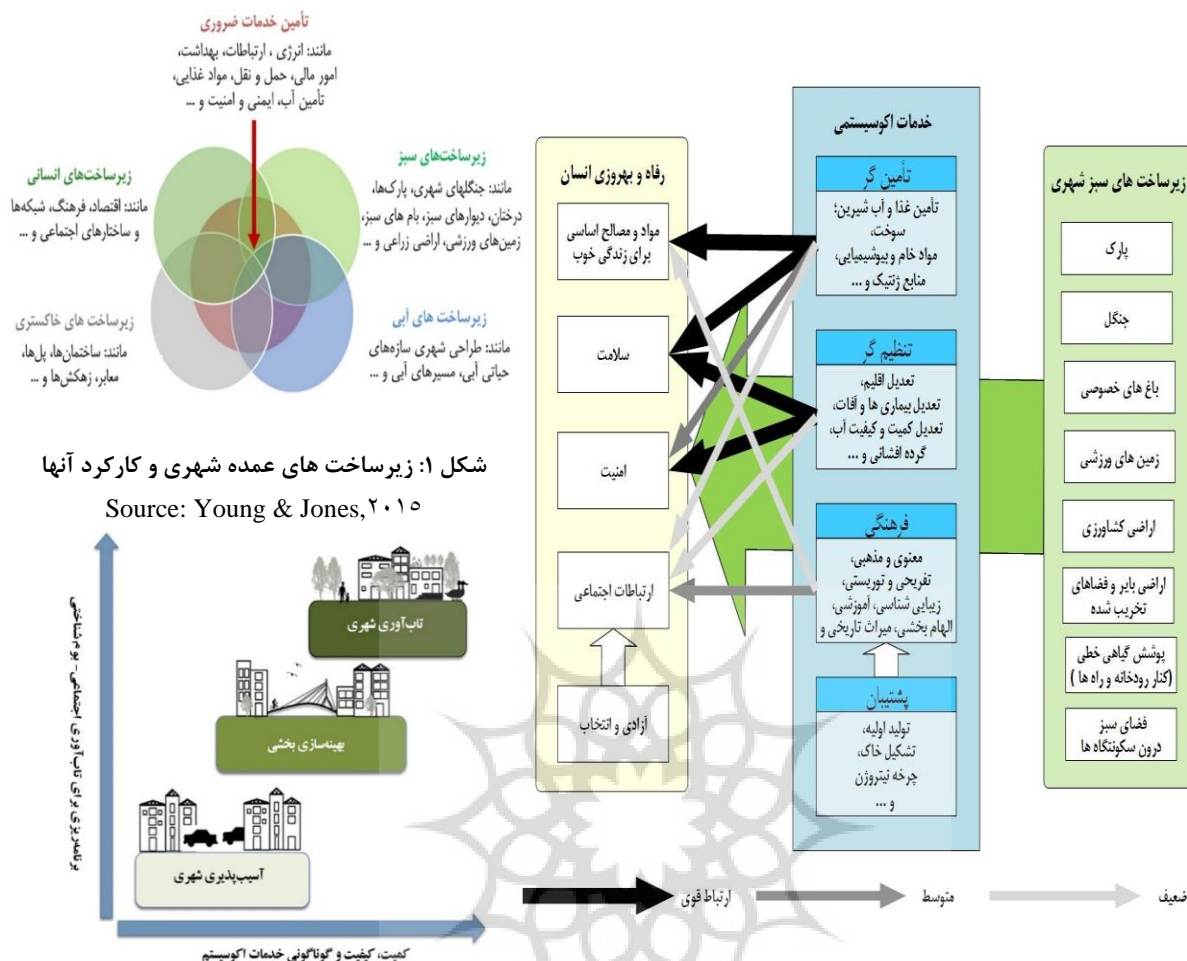 تأمین خدمات ضروری
مانند: انرژی ، ارتباطات، بهداشت،
امور مالی، حمل و نقل، مواد غذایی،
تأمین آب، ایمنی و امنیت و ...
زیرساخت‌های سبز
مانند: جنگلهای شهری، پارک‌ها،
درختان، دیوارهای سبز، بام های سبز،
زمین‌های ورزشی، اراضی زراعی و ...
زیرساخت‌های انسانی
مانند: اقتصاد، فرهنگ، شبکه‌ها
و ساختارهای اجتماعی و ...
زیرساخت های آبی
مانند: طراحی شهری سازه‌های
حیاتی آبی، مسیرهای آبی و ...
زیرساخت های خاکستری
مانند: ساختمان‌ها، پل‌ها،
معابر، زهکش‌ها و ...
شکل ۱: زیرساخت های عمده شهری و کارکرد آنها
Source: Young & Jones,۲۰۱۵
برنامه‌ریزی برای تاب‌آوری اجتماعی - بوم‌شناختی
تاب‌آوری شهری
بهینه‌سازی بخشی
آسیب‌پذیری شهری
کمیت، کیفیت و گوناگونی خدمات اکوسیستم
زیرساخت های سبز شهری
پارک
جنگل
باغ های خصوصی
زمین های ورزشی
اراضی کشاورزی
اراضی بایر و فضاهای
تخریب شده
پوشش گیاهی خطی
(کنار رودخانه و راه ها )
فضای سبز
درون سکونتگاه ها
خدمات اکوسیستمی
تأمین گر
تأمین غذا و آب شیرین؛
سوخت،
مواد خام و بیوشیمیایی،
منابع ژنتیک و ...
تنظیم گر
تعدیل اقلیم،
تعدیل بیماری ها و آفات،
تعدیل کمیت و کیفیت آب،
گرده افشانی و ...
فرهنگی
معنوی و مذهبی،
تفریحی و توریستی،
زیبایی شناسی، آموزشی،
الهام بخشی، میراث تاریخی و
پشتیبان
تولید اولیه،
تشکیل خاک،
چرخه نیتروژن
و ...
رفاه و بهروزی انسان
مواد و مصالح اساسی
برای زندگی خوب
سلامت
امنیت
ارتباطات اجتماعی
آزادی و انتخاب
ارتباط قوی
متوسط
ضعیف